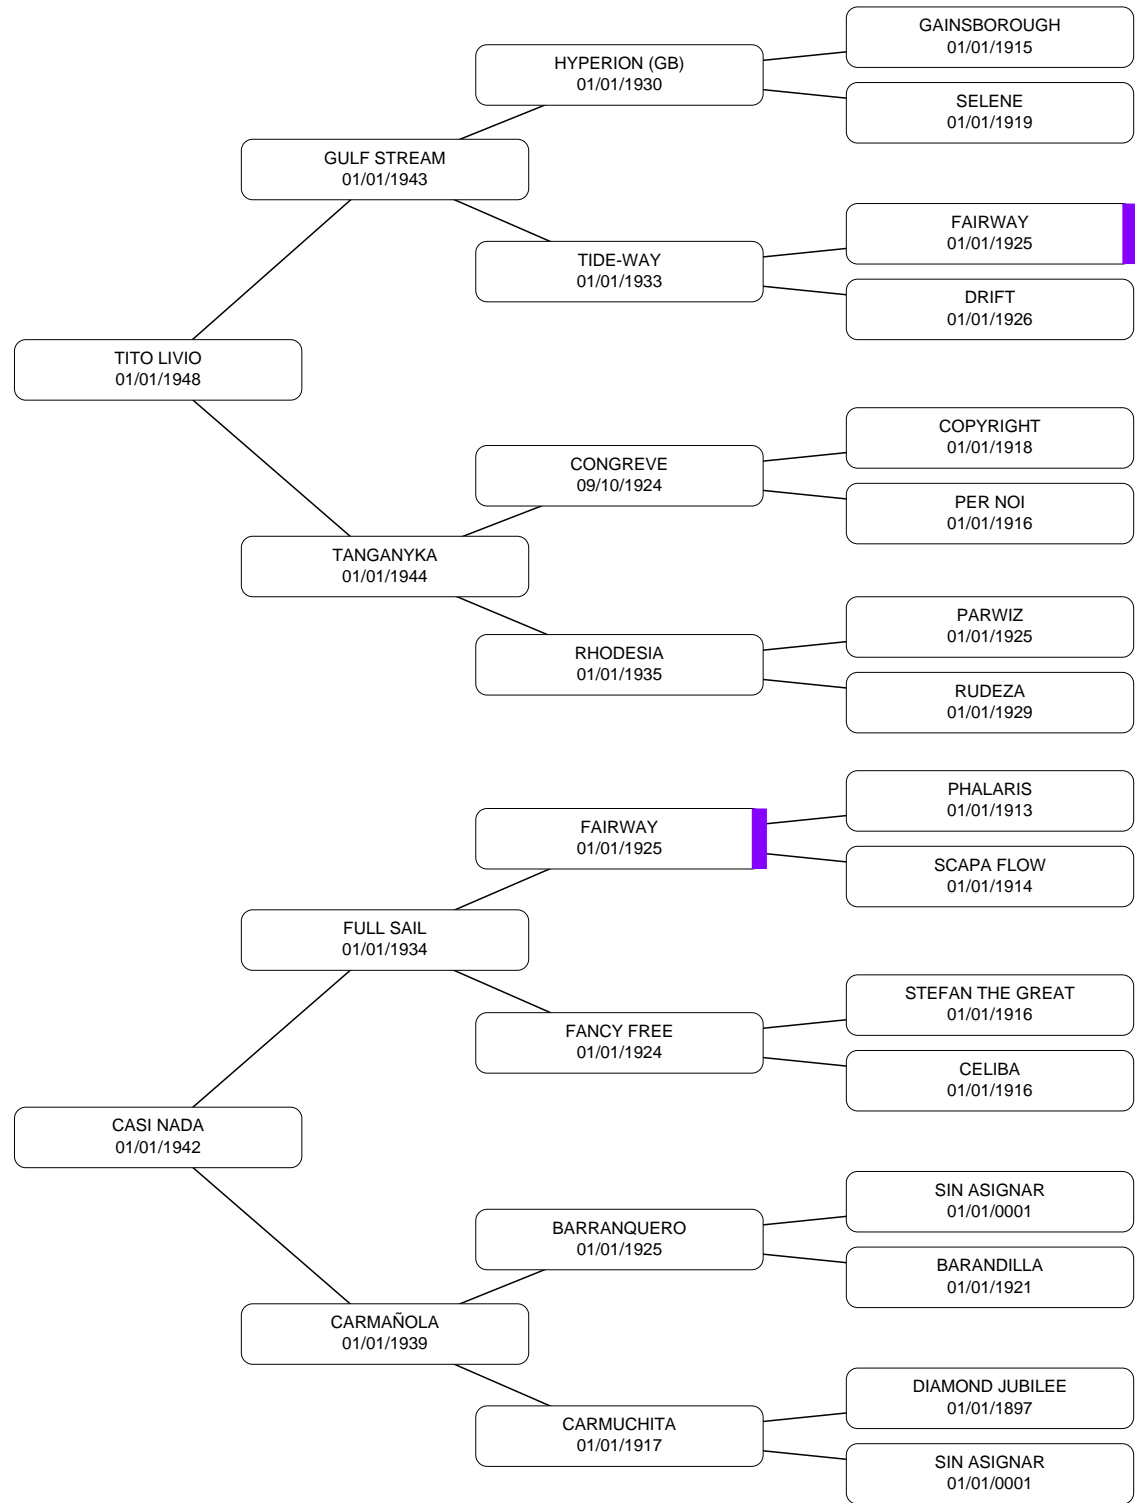 GAINSBOROUGH
01/01/1915
HYPERION (GB)
01/01/1930
SELENE
01/01/1919
GULF STREAM
01/01/1943
FAIRWAY
01/01/1925
TIDE-WAY
01/01/1933
DRIFT
01/01/1926
TITO LIVIO
01/01/1948
COPYRIGHT
01/01/1918
CONGREVE
09/10/1924
PER NOI
01/01/1916
TANGANYKA
01/01/1944
PARWIZ
01/01/1925
RHODESIA
01/01/1935
RUDEZA
01/01/1929
PHALARIS
01/01/1913
FAIRWAY
01/01/1925
SCAPA FLOW
01/01/1914
FULL SAIL
01/01/1934
STEFAN THE GREAT
01/01/1916
FANCY FREE
01/01/1924
CELIBA
01/01/1916
CASI NADA
01/01/1942
SIN ASIGNAR
01/01/0001
BARRANQUERO
01/01/1925
BARANDILLA
01/01/1921
CARMAÑOLA
01/01/1939
DIAMOND JUBILEE
01/01/1897
CARMUCHITA
01/01/1917
SIN ASIGNAR
01/01/0001